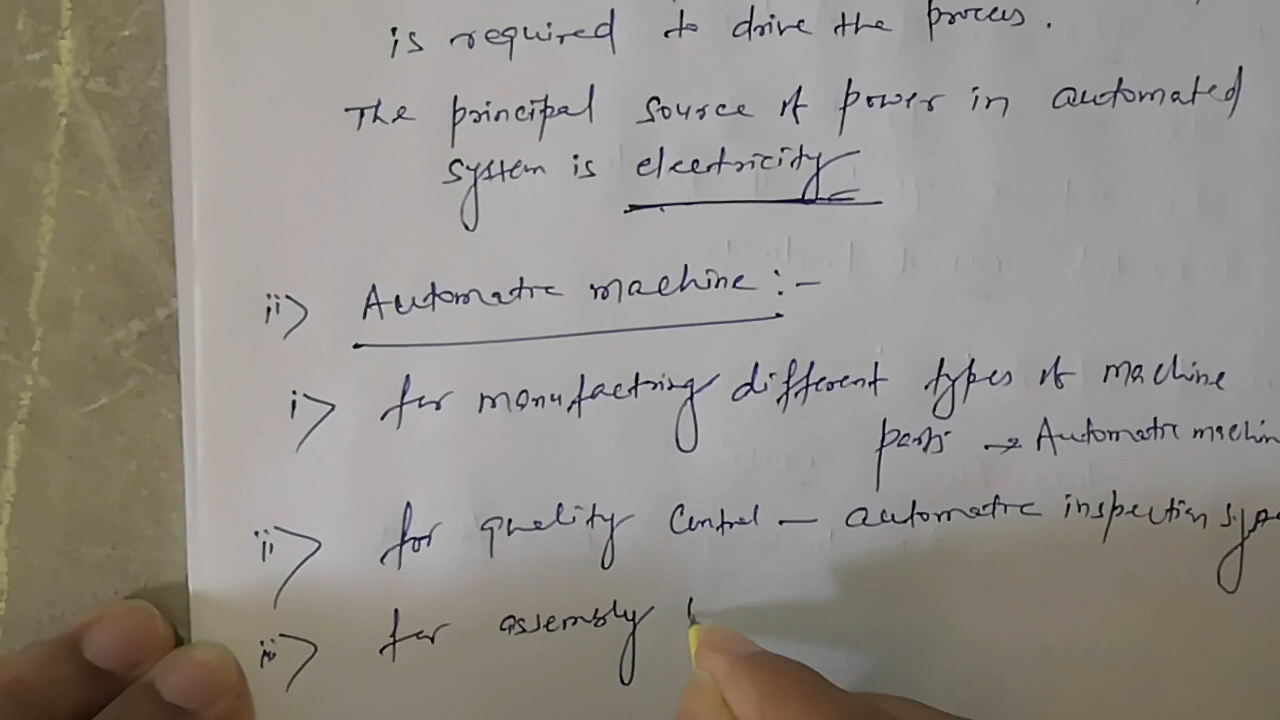 is required to drive the process.
The principal source of power in automated
system is electricity
ii) Automatic machine :-
i) for manufactring different types of machine
parts → Automatic machin
ii) for quality Control - automatic inspection sys
iii) for assembly